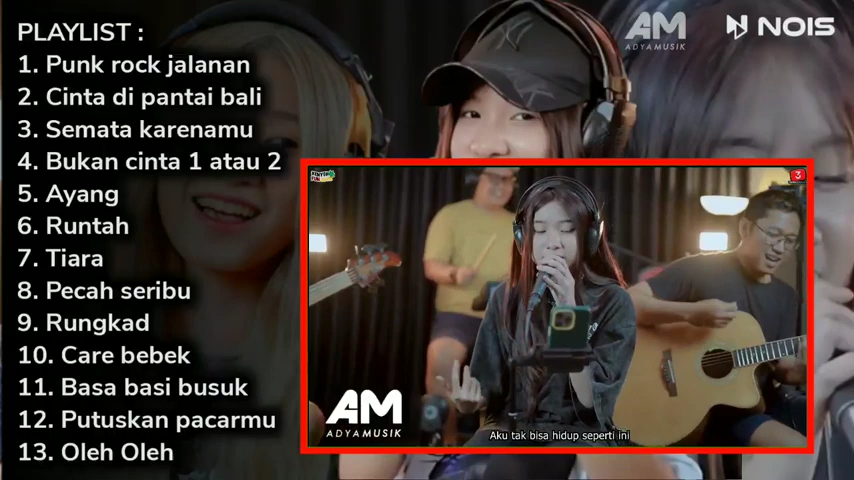 PLAYLIST :
1. Punk rock jalanan
2. Cinta di pantai bali
3. Semata karenamu
4. Bukan cinta 1 atau 2
5. Ayang
6. Runtah
7. Tiara
8. Pecah seribu
9. Rungkad
10. Care bebek
11. Basa basi busuk
12. Putuskan pacarmu
13. Oleh Oleh
AM
ADYAMUSIK
NOIS
3
AM
ADYAMUSIK
Aku tak bisa hidup seperti ini